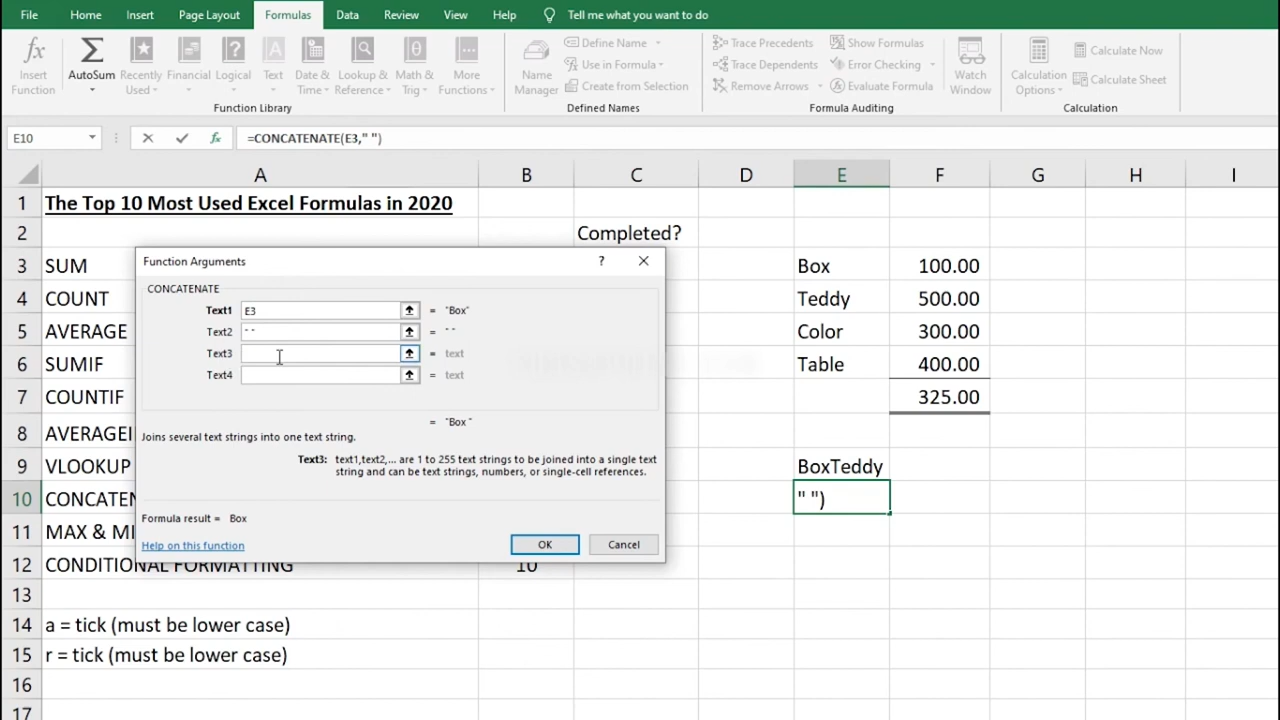 File Home Insert Page Layout Formulas Data Review View Help Tell me what you want to do
fx Σ θ
Insert Function AutoSum Recently Used Financial Logical Text Date & Time Lookup & Reference Math & Trig More Functions
Name Manager Define Name Use in Formula Create from Selection
Trace Precedents Trace Dependents Remove Arrows Show Formulas Error Checking Evaluate Formula Watch Window
Calculation Options Calculate Now Calculate Sheet
Function Library Defined Names Formula Auditing Calculation
E10 fx =CONCATENATE(E3," ")
A B C D E F G H I
1 The Top 10 Most Used Excel Formulas in 2020
2 Completed?
3 SUM Box 100.00
4 COUNT Teddy 500.00
5 AVERAGE Color 300.00
6 SUMIF Table 400.00
7 COUNTIF 325.00
8 AVERAGEI
9 VLOOKUP BoxTeddy
10 CONCATEN " ")
11 MAX & MI
12 CONDITIONAL FORMATTING 10
13
14 a = tick (must be lower case)
15 r = tick (must be lower case)
16
17
Function Arguments ?
CONCATENATE
Text1 E3 = "Box"
Text2 " " = " "
Text3 = text
Text4 = text
= "Box "
Joins several text strings into one text string.
Text3: text1,text2,... are 1 to 255 text strings to be joined into a single text
string and can be text strings, numbers, or single-cell references.
Formula result = Box
Help on this function OK Cancel